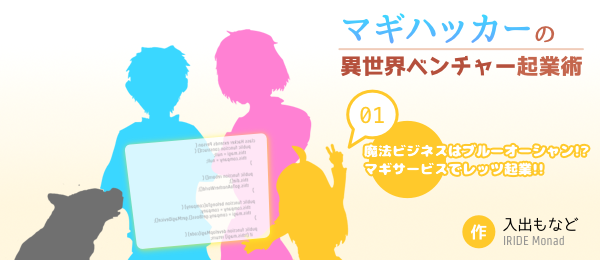 マギハッカーの
異世界ベンチャー起業術
01
魔法ビジネスはブルーオーシャン!?
マギサービスでレッツ起業!!
作
入出もなど
IRIDE Monad